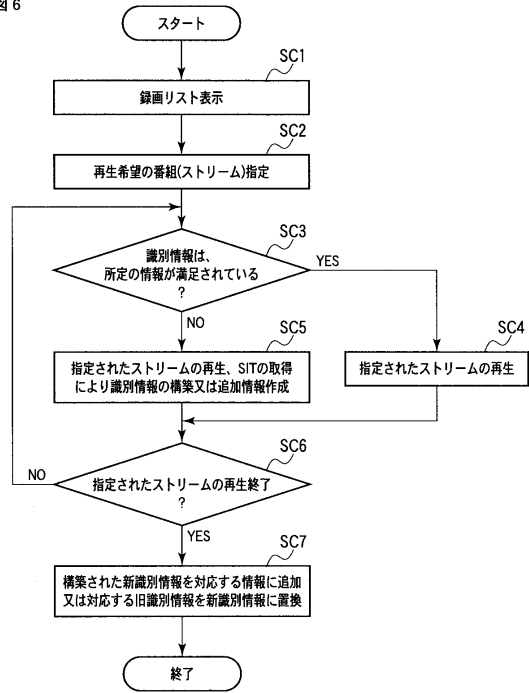 図6
スタート
SC1
録画リスト表示
SC2
再生希望の番組(ストリーム)指定
SC3
識別情報は、
所定の情報が満足されている
?
YES
NO
SC5
指定されたストリームの再生、SITの取得
により識別情報の構築又は追加情報作成
SC4
指定されたストリームの再生
SC6
指定されたストリームの再生終了
?
NO
YES
SC7
構築された新識別情報を対応する情報に追加
又は対応する旧識別情報を新識別情報に置換
終了